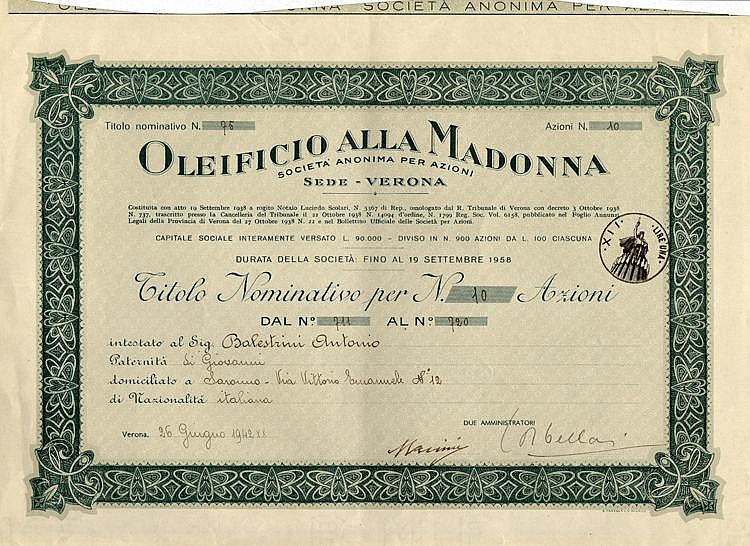 SOCIETÀ ANONIMA PER AZI
Titolo nominativo N. 75
Azioni N. 10
OLEIFICIO ALLA MADONNA
SOCIETÀ ANONIMA PER AZIONI
SEDE - VERONA
Costituita con atto 19 Settembre 1938 a rogito Notaio Lucirdo Scolari, N. 3367 di Rep., omologato dal R. Tribunale di Verona con decreto 3 Ottobre 1938
N. 737, trascritto presso la Cancelleria del Tribunale il 21 Ottobre 1938 N. 14094 d'ordine, N. 1799 Reg. Soc. Vol. 6158, pubblicato nel Foglio Annunzi
Legali della Provincia di Verona del 27 Ottobre 1938 N. 22 e nel Bollettino Ufficiale delle Società per Azioni.
CAPITALE SOCIALE INTERAMENTE VERSATO L. 90.000 - DIVISO IN N. 900 AZIONI DA L. 100 CIASCUNA
XII
LIRE UNA
DURATA DELLA SOCIETÀ: FINO AL 19 SETTEMBRE 1958
Titolo Nominativo per N. 10 Azioni
DAL N° 711 AL N° 720
intestato al Sig. Balestrini Antonio
Paternità di Giovanni
domiciliato a Saronno - Via Vittorio Emanuele N° 12
di Nazionalità italiana
Verona, 26 Giugno 1942 XX
DUE AMMINISTRATORI